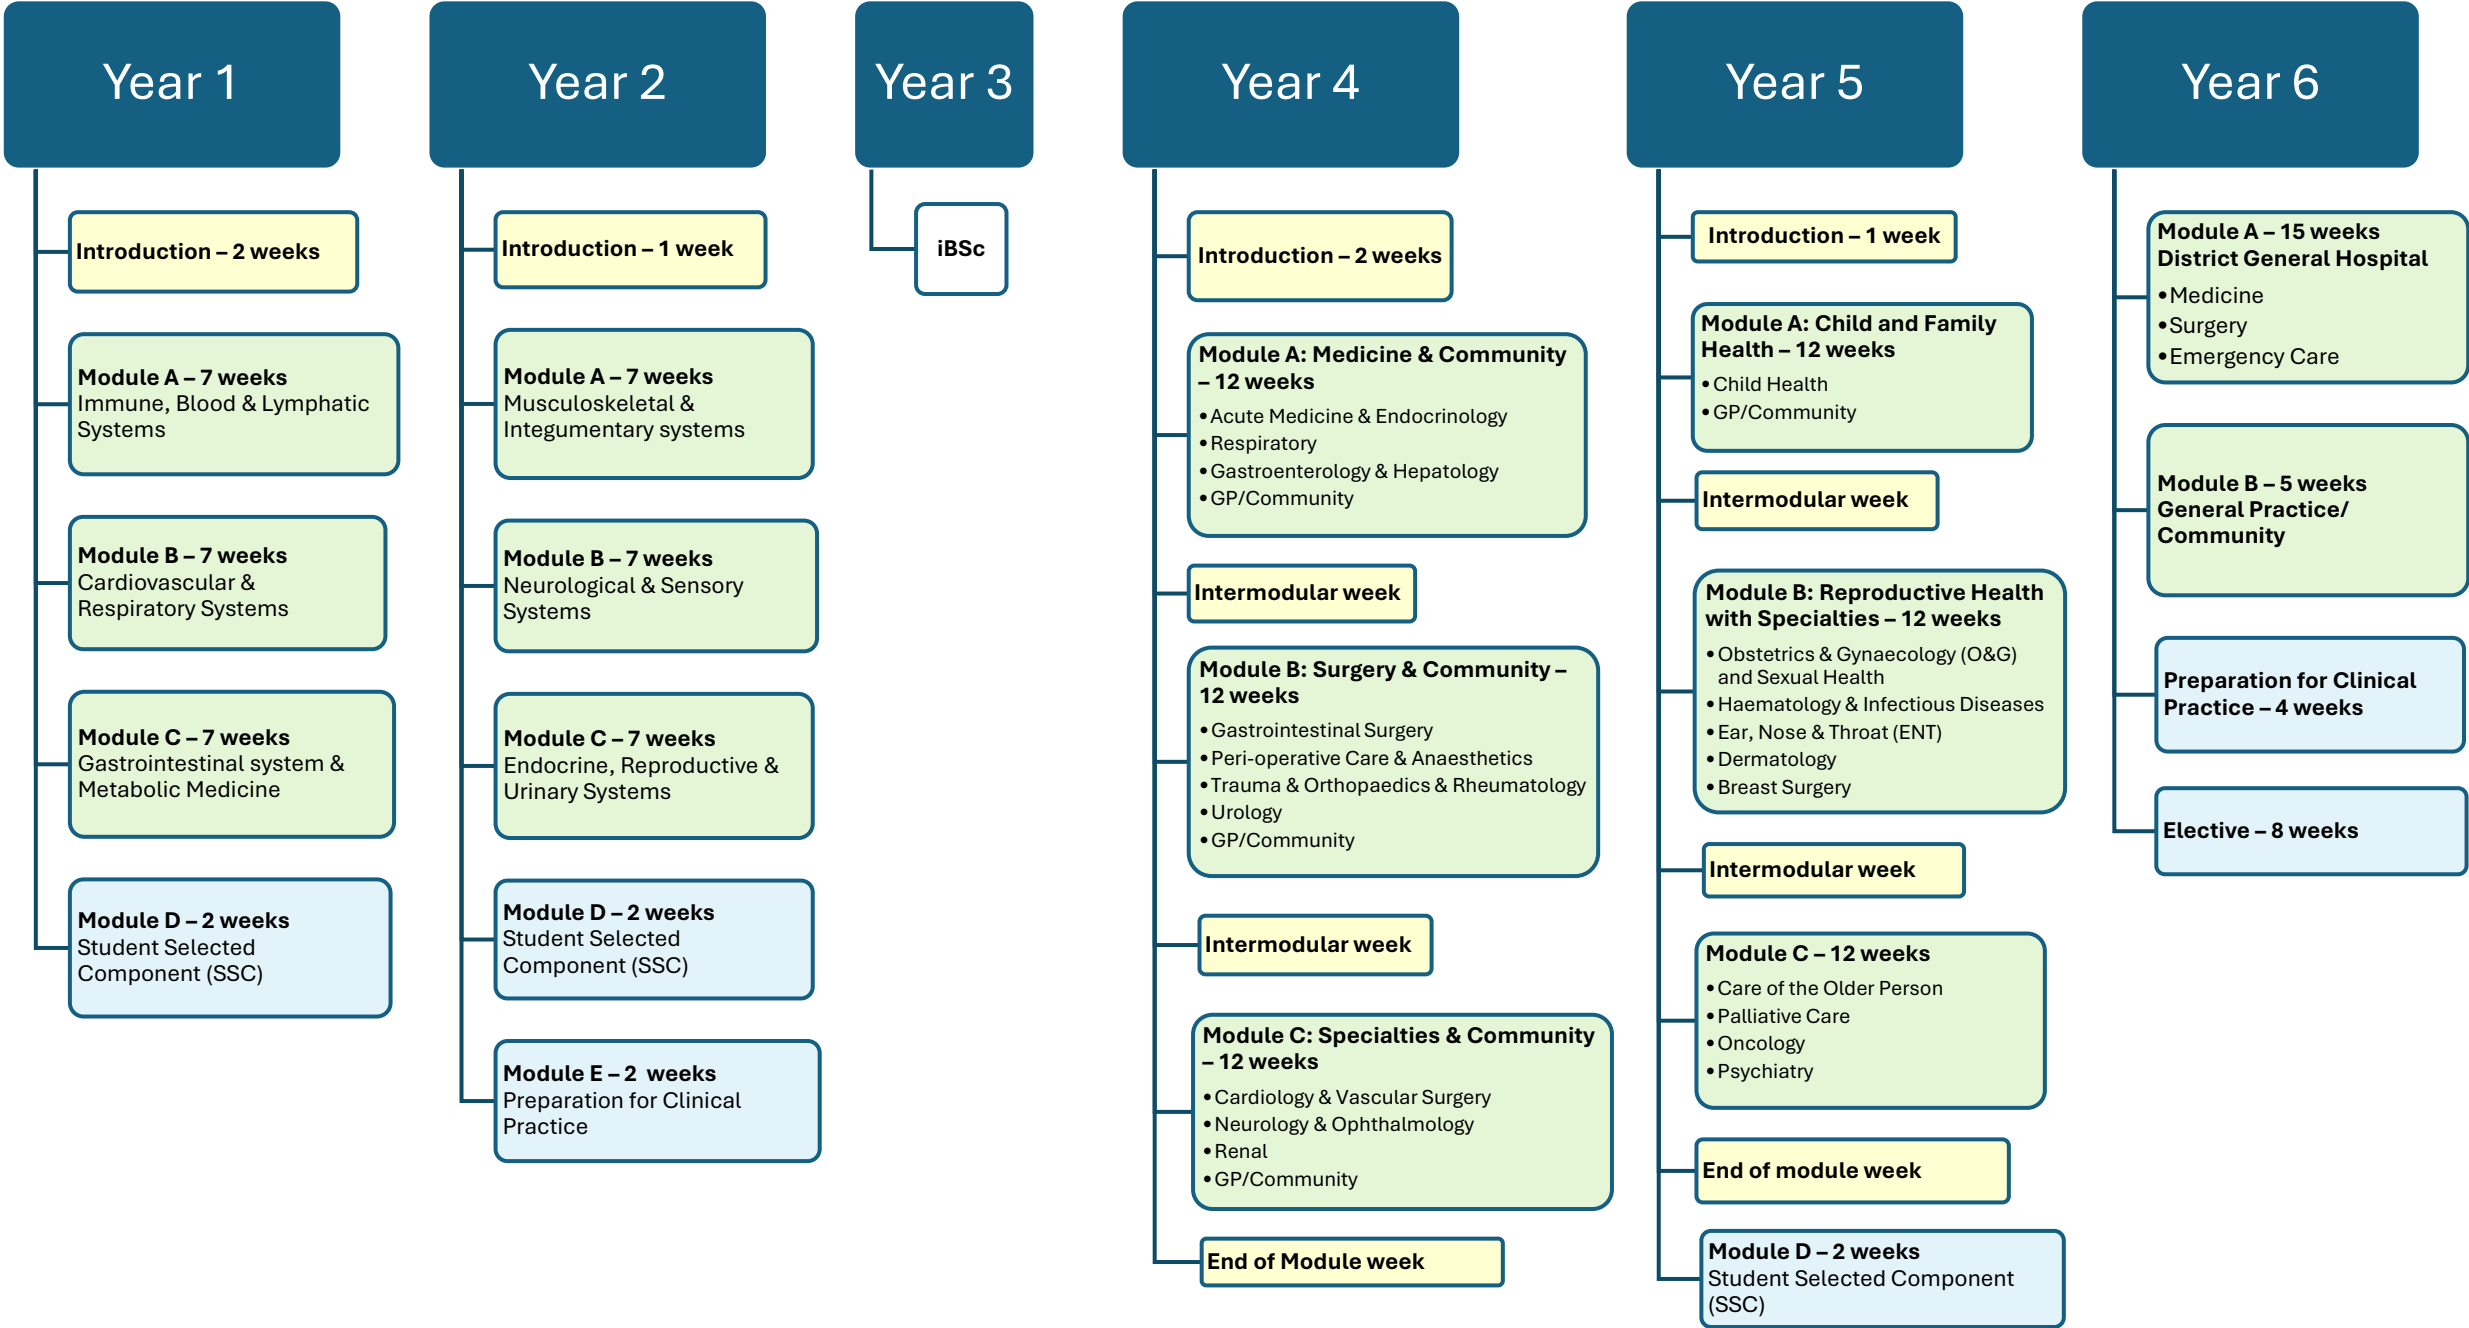 Year 1
Introduction – 2 weeks
Module A – 7 weeks
Immune, Blood & Lymphatic
Systems
Module B – 7 weeks
Cardiovascular &
Respiratory Systems
Module C – 7 weeks
Gastrointestinal system &
Metabolic Medicine
Module D – 2 weeks
Student Selected
Component (SSC)
Year 2
Introduction – 1 week
Module A – 7 weeks
Musculoskeletal &
Integumentary systems
Module B – 7 weeks
Neurological & Sensory
Systems
Module C – 7 weeks
Endocrine, Reproductive &
Urinary Systems
Module D – 2 weeks
Student Selected
Component (SSC)
Module E – 2 weeks
Preparation for Clinical
Practice
Year 3
iBSc
Year 4
Introduction – 2 weeks
Module A: Medicine & Community
– 12 weeks
•Acute Medicine & Endocrinology
•Respiratory
•Gastroenterology & Hepatology
•GP/Community
Intermodular week
Module B: Surgery & Community –
12 weeks
•Gastrointestinal Surgery
•Peri-operative Care & Anaesthetics
•Trauma & Orthopaedics & Rheumatology
•Urology
•GP/Community
Intermodular week
Module C: Specialties & Community
– 12 weeks
•Cardiology & Vascular Surgery
•Neurology & Ophthalmology
•Renal
•GP/Community
End of Module week
Year 5
Introduction – 1 week
Module A: Child and Family
Health – 12 weeks
•Child Health
•GP/Community
Intermodular week
Module B: Reproductive Health
with Specialties – 12 weeks
•Obstetrics & Gynaecology (O&G)
and Sexual Health
•Haematology & Infectious Diseases
•Ear, Nose & Throat (ENT)
•Dermatology
•Breast Surgery
Intermodular week
Module C – 12 weeks
•Care of the Older Person
•Palliative Care
•Oncology
•Psychiatry
End of module week
Module D – 2 weeks
Student Selected Component
(SSC)
Year 6
Module A – 15 weeks
District General Hospital
•Medicine
•Surgery
•Emergency Care
Module B – 5 weeks
General Practice/
Community
Preparation for Clinical
Practice – 4 weeks
Elective – 8 weeks